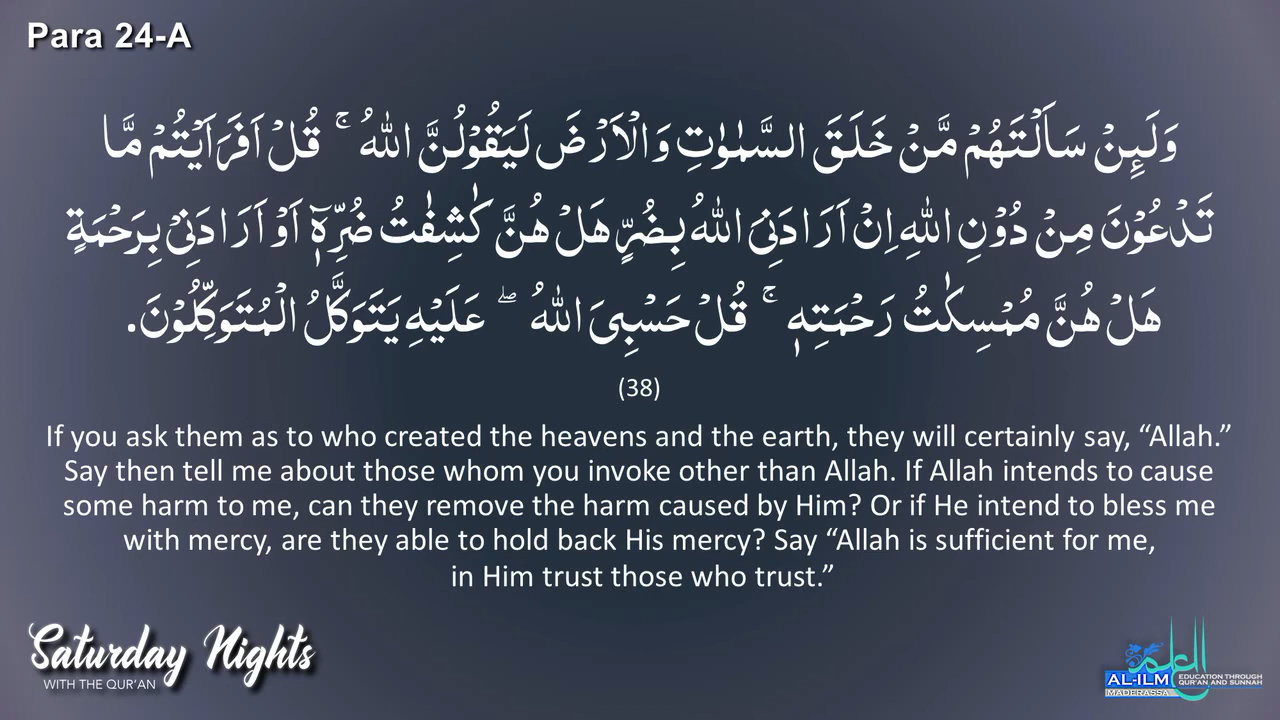 Para 24-A
وَلَىِٕنْ سَاَلْتَهُمْ مَّنْ خَلَقَ السَّمٰوٰتِ وَالْاَرْضَ لَيَقُوْلُنَّ اللّٰهُ ۚ قُلْ اَفَرَاَيْتُمْ مَّا
تَدْعُوْنَ مِنْ دُوْنِ اللّٰهِ اِنْ اَرَادَنِىَ اللّٰهُ بِضُرٍّ هَلْ هُنَّ كٰشِفٰتُ ضُرِّهٖٓ اَوْ اَرَادَنِىْ بِرَحْمَةٍ
هَلْ هُنَّ مُمْسِكٰتُ رَحْمَتِهٖ ۚ قُلْ حَسْبِىَ اللّٰهُ ۖ عَلَيْهِ يَتَوَكَّلُ الْمُتَوَكِّلُوْنَ.
(38)
If you ask them as to who created the heavens and the earth, they will certainly say, “Allah.”
Say then tell me about those whom you invoke other than Allah. If Allah intends to cause
some harm to me, can they remove the harm caused by Him? Or if He intend to bless me
with mercy, are they able to hold back His mercy? Say “Allah is sufficient for me,
in Him trust those who trust.”
Saturday Nights
WITH THE QUR'AN
العلم
AL-ILM
MADERASSA
EDUCATION THROUGH
QUR'AN AND SUNNAH